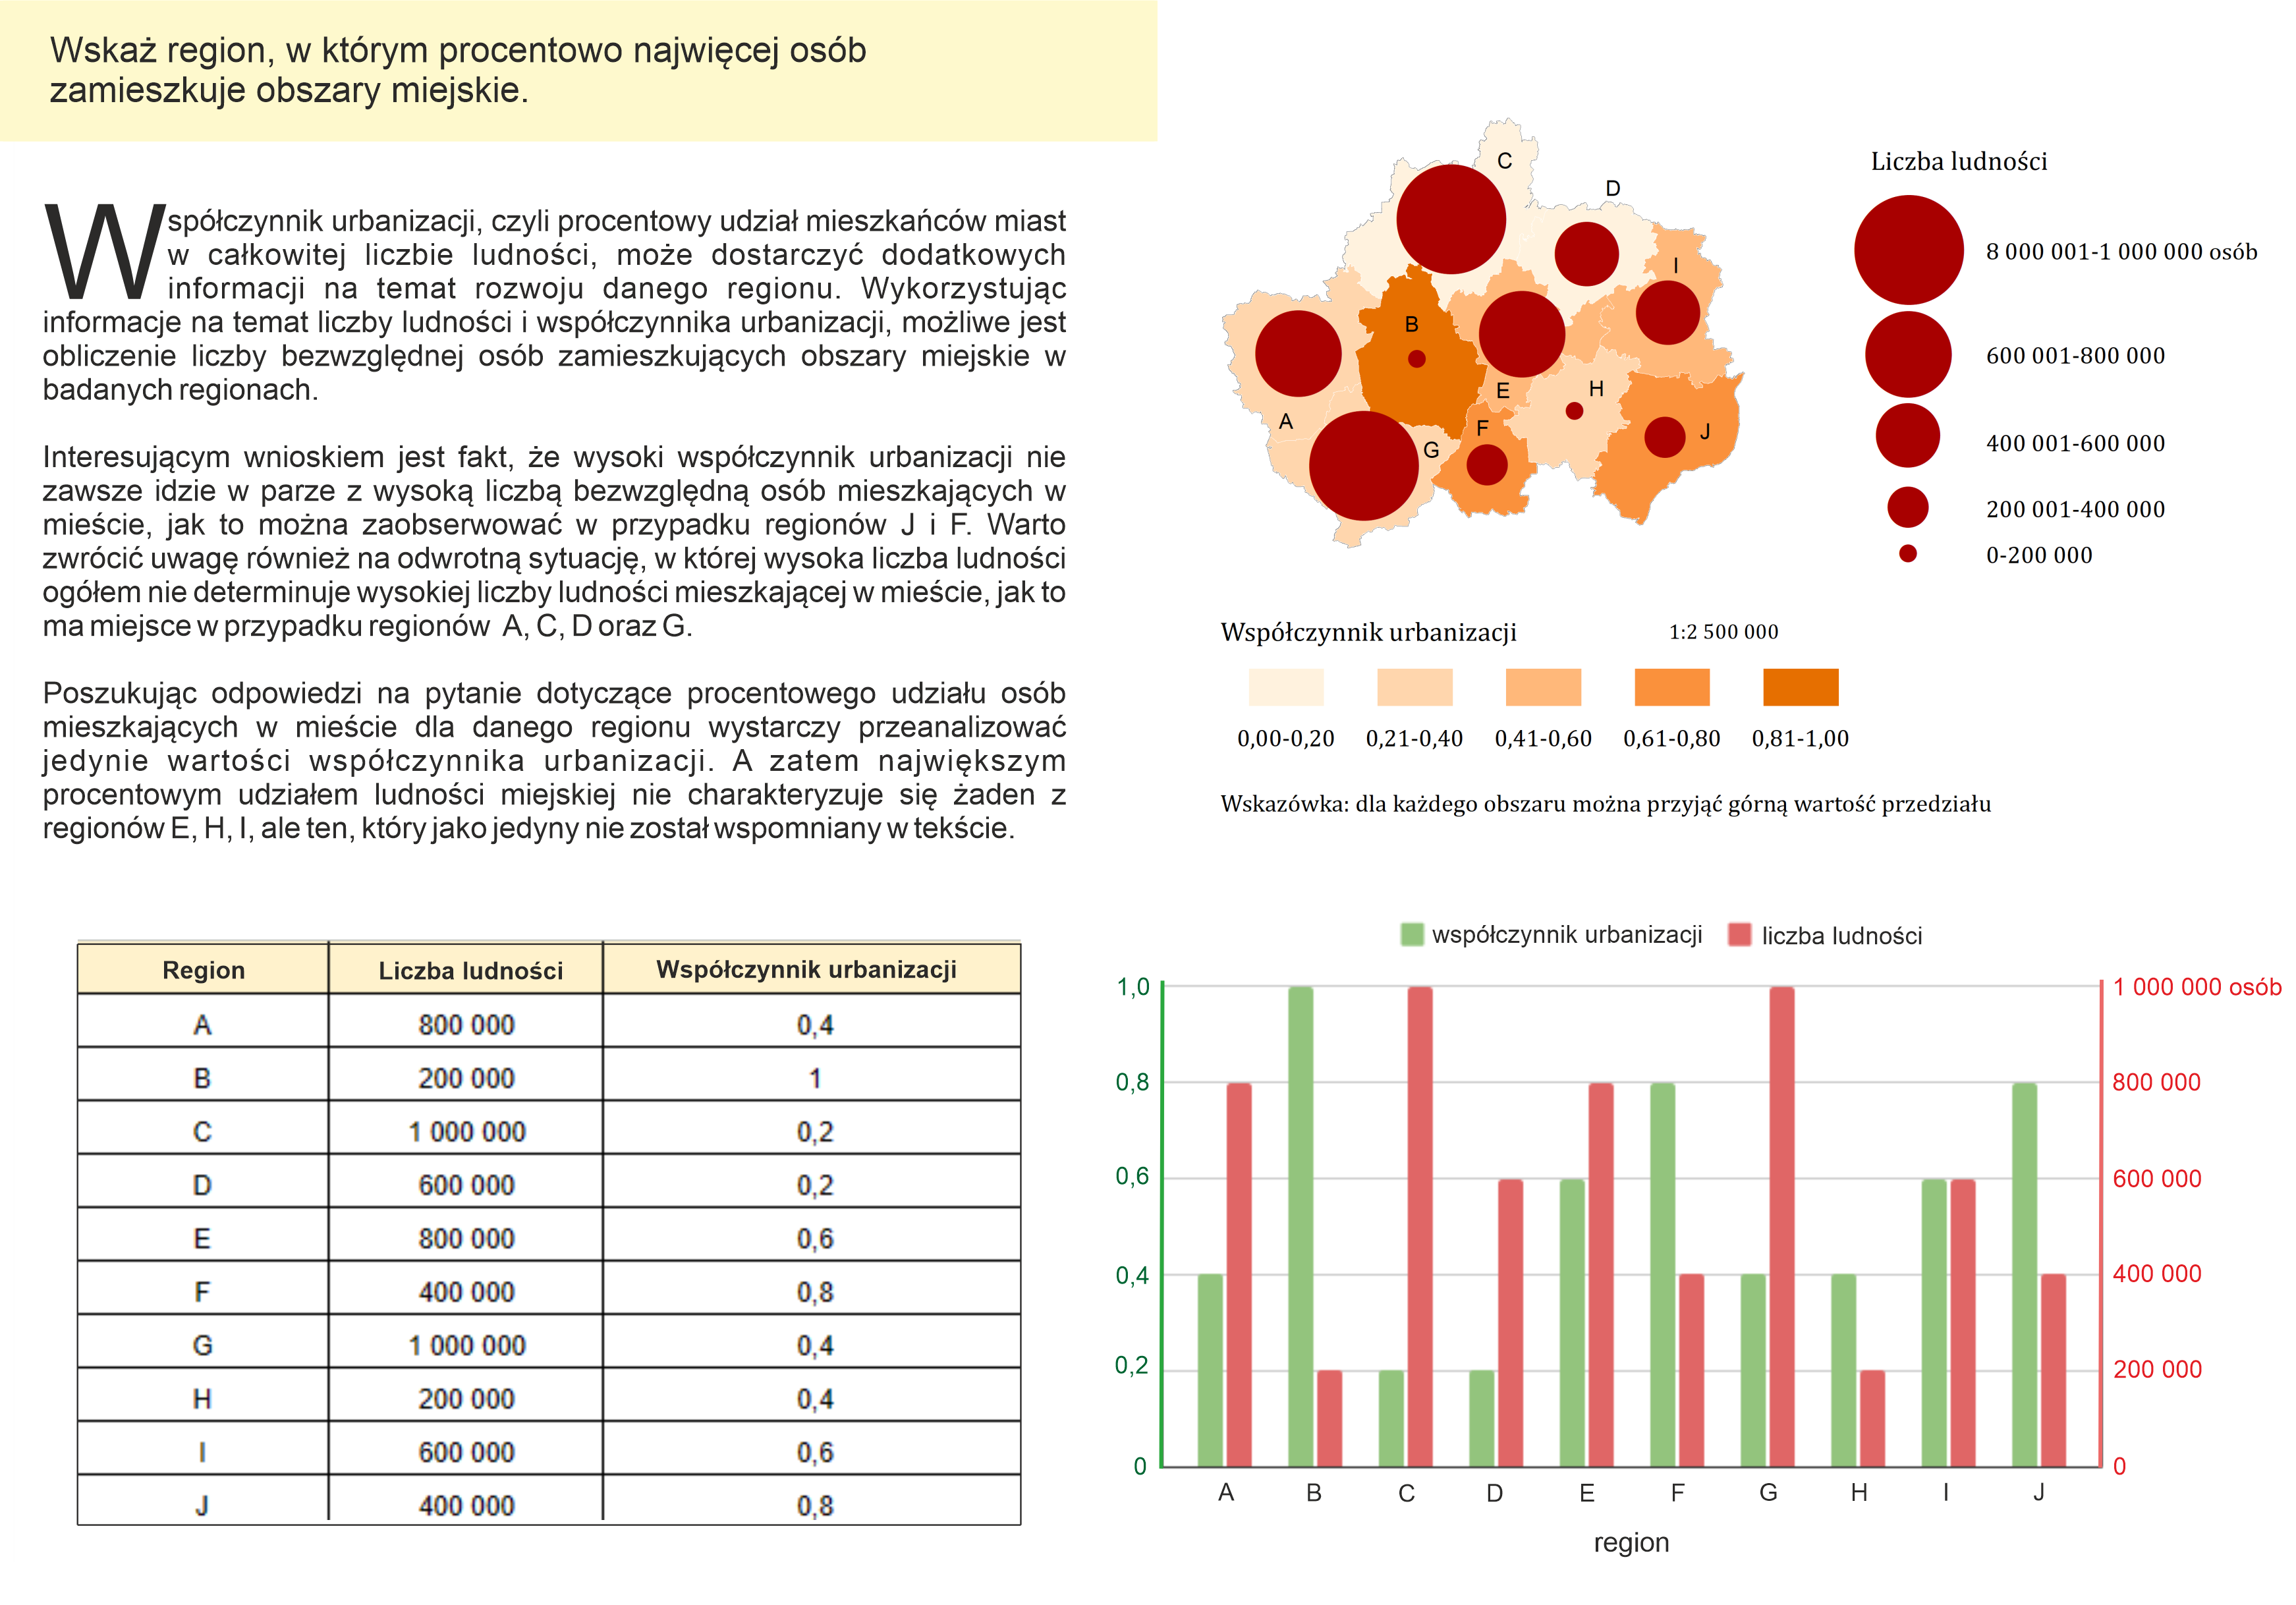 Wskaż region, w którym procentowo najwięcej osób
zamieszkuje obszary miejskie.
Współczynnik urbanizacji, czyli procentowy udział mieszkańców miast
w całkowitej liczbie ludności, może dostarczyć dodatkowych
informacji na temat rozwoju danego regionu. Wykorzystując
informacje na temat liczby ludności i współczynnika urbanizacji, możliwe jest
obliczenie liczby bezwzględnej osób zamieszkujących obszary miejskie w
badanych regionach.
Interesującym wnioskiem jest fakt, że wysoki współczynnik urbanizacji nie
zawsze idzie w parze z wysoką liczbą bezwzględną osób mieszkających w
mieście, jak to można zaobserwować w przypadku regionów J i F. Warto
zwrócić uwagę również na odwrotną sytuację, w której wysoka liczba ludności
ogółem nie determinuje wysokiej liczby ludności mieszkającej w mieście, jak to
ma miejsce w przypadku regionów A, C, D oraz G.
Poszukując odpowiedzi na pytanie dotyczące procentowego udziału osób
mieszkających w mieście dla danego regionu wystarczy przeanalizować
jedynie wartości współczynnika urbanizacji. A zatem największym
procentowym udziałem ludności miejskiej nie charakteryzuje się żaden z
regionów E, H, I, ale ten, który jako jedyny nie został wspomniany w tekście.
C
D
I
B
E
H
A
F
J
G
Liczba ludności
8 000 001-1 000 000 osób
600 001-800 000
400 001-600 000
200 001-400 000
0-200 000
Współczynnik urbanizacji 1:2 500 000
0,00-0,20 0,21-0,40 0,41-0,60 0,61-0,80 0,81-1,00
Wskazówka: dla każdego obszaru można przyjąć górną wartość przedziału
Region Liczba ludności Współczynnik urbanizacji
A 800 000 0,4
B 200 000 1
C 1 000 000 0,2
D 600 000 0,2
E 800 000 0,6
F 400 000 0,8
G 1 000 000 0,4
H 200 000 0,4
I 600 000 0,6
J 400 000 0,8
współczynnik urbanizacji liczba ludności
1,0 1 000 000 osób
0,8 800 000
0,6 600 000
0,4 400 000
0,2 200 000
0 0
A B C D E F G H I J
region